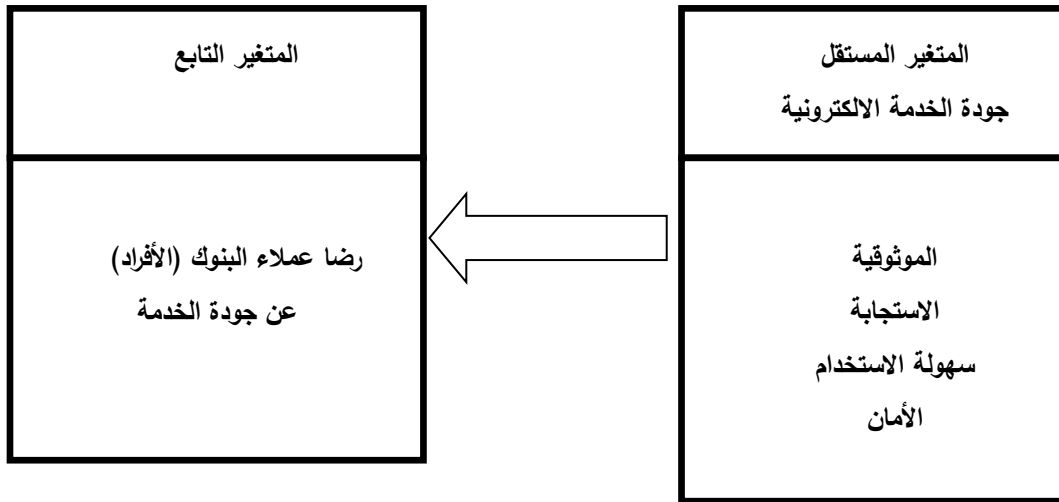 المتغير المستقل
جودة الخدمة الالكترونية
الموثوقية
الاستجابة
سهولة الاستخدام
الأمان
المتغير التابع
رضا عملاء البنوك (الأفراد)
عن جودة الخدمة